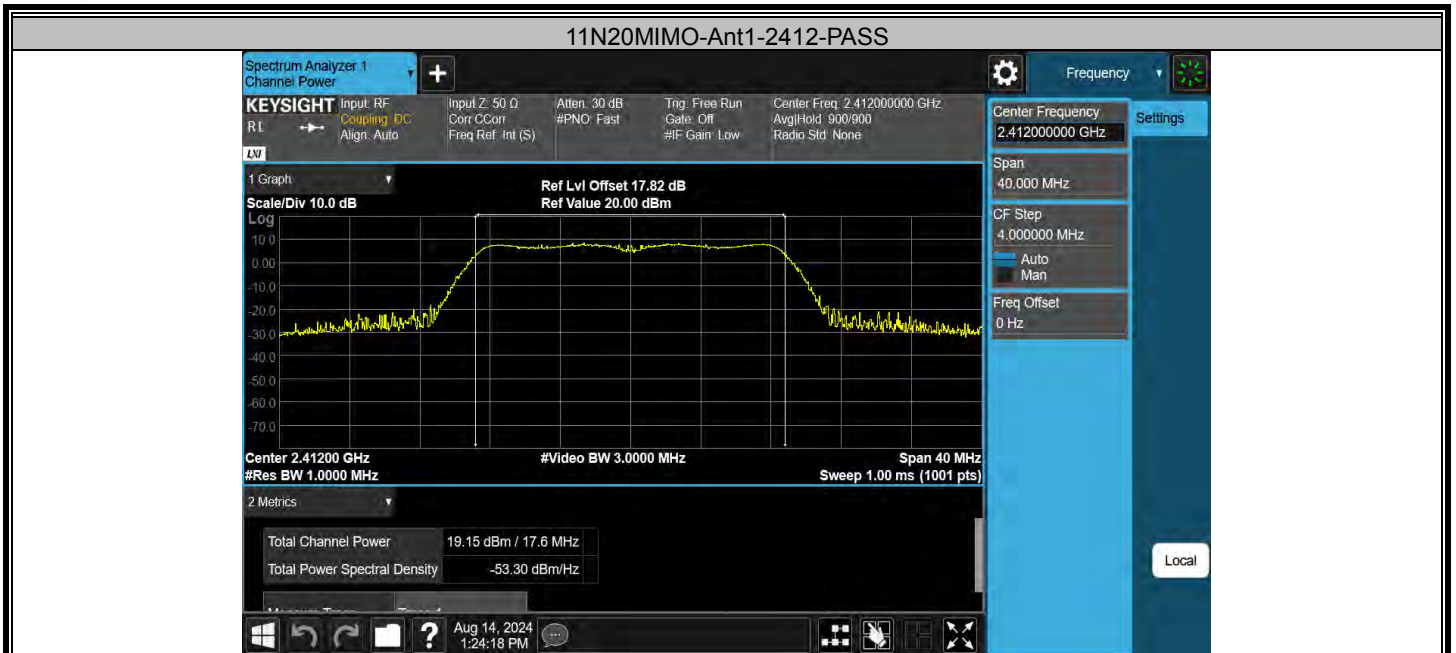 11N20MIMO-Ant1-2412-PASS
Spectrum Analyzer 1
Channel Power
Frequency
KEYSIGHT
RL
LXI
Input: RF
Coupling: DC
Align: Auto
Input Z: 50 Ω
Corr CCorr
Freq Ref: Int (S)
Atten: 30 dB
#PNO: Fast
Trig: Free Run
Gate: Off
#IF Gain: Low
Center Freq: 2.412000000 GHz
Avg|Hold: 900/900
Radio Std: None
Center Frequency
2.412000000 GHz
Settings
Span
40.000 MHz
CF Step
4.000000 MHz
Auto
Man
Freq Offset
0 Hz
1 Graph
Scale/Div 10.0 dB
Ref Lvl Offset 17.82 dB
Ref Value 20.00 dBm
Log
10.0
0.00
-10.0
-20.0
-30.0
-40.0
-50.0
-60.0
-70.0
Center 2.41200 GHz
#Video BW 3.0000 MHz
Span 40 MHz
#Res BW 1.0000 MHz
Sweep 1.00 ms (1001 pts)
2 Metrics
Total Channel Power 19.15 dBm / 17.6 MHz
Total Power Spectral Density -53.30 dBm/Hz
Local
?
Aug 14, 2024
1:24:18 PM